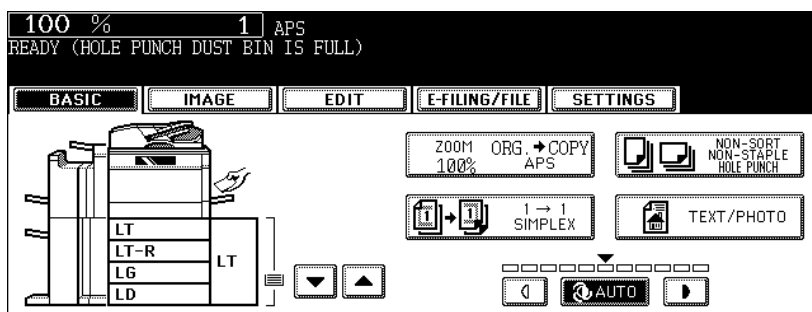 100 % 1 APS
READY (HOLE PUNCH DUST BIN IS FULL)
BASIC IMAGE EDIT E-FILING/FILE SETTINGS
ZOOM ORG.➔COPY
100% APS
NON-SORT
NON-STAPLE
HOLE PUNCH
1 ➔ 1
1 → 1
SIMPLEX
TEXT/PHOTO
LT
LT-R
LG
LD
LT
AUTO